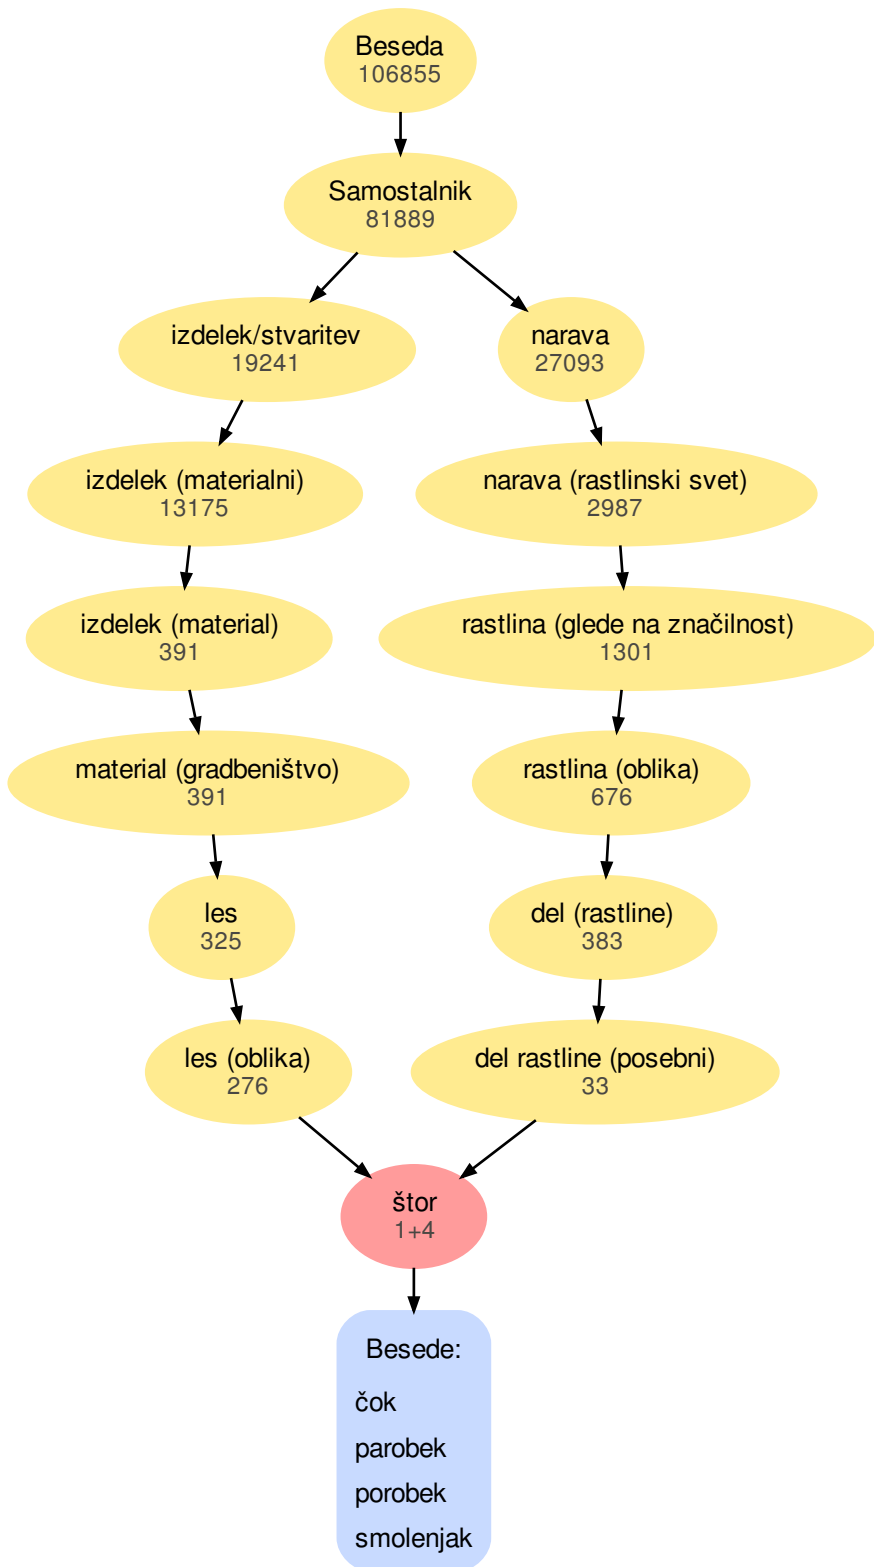 Beseda
106855
Samostalnik
81889
izdelek/stvaritev
19241
narava
27093
izdelek (materialni)
13175
narava (rastlinski svet)
2987
izdelek (material)
391
rastlina (glede na značilnost)
1301
material (gradbeništvo)
391
rastlina (oblika)
676
les
325
del (rastline)
383
les (oblika)
276
del rastline (posebni)
33
štor
1+4
Besede:
čok
parobek
porobek
smolenjak